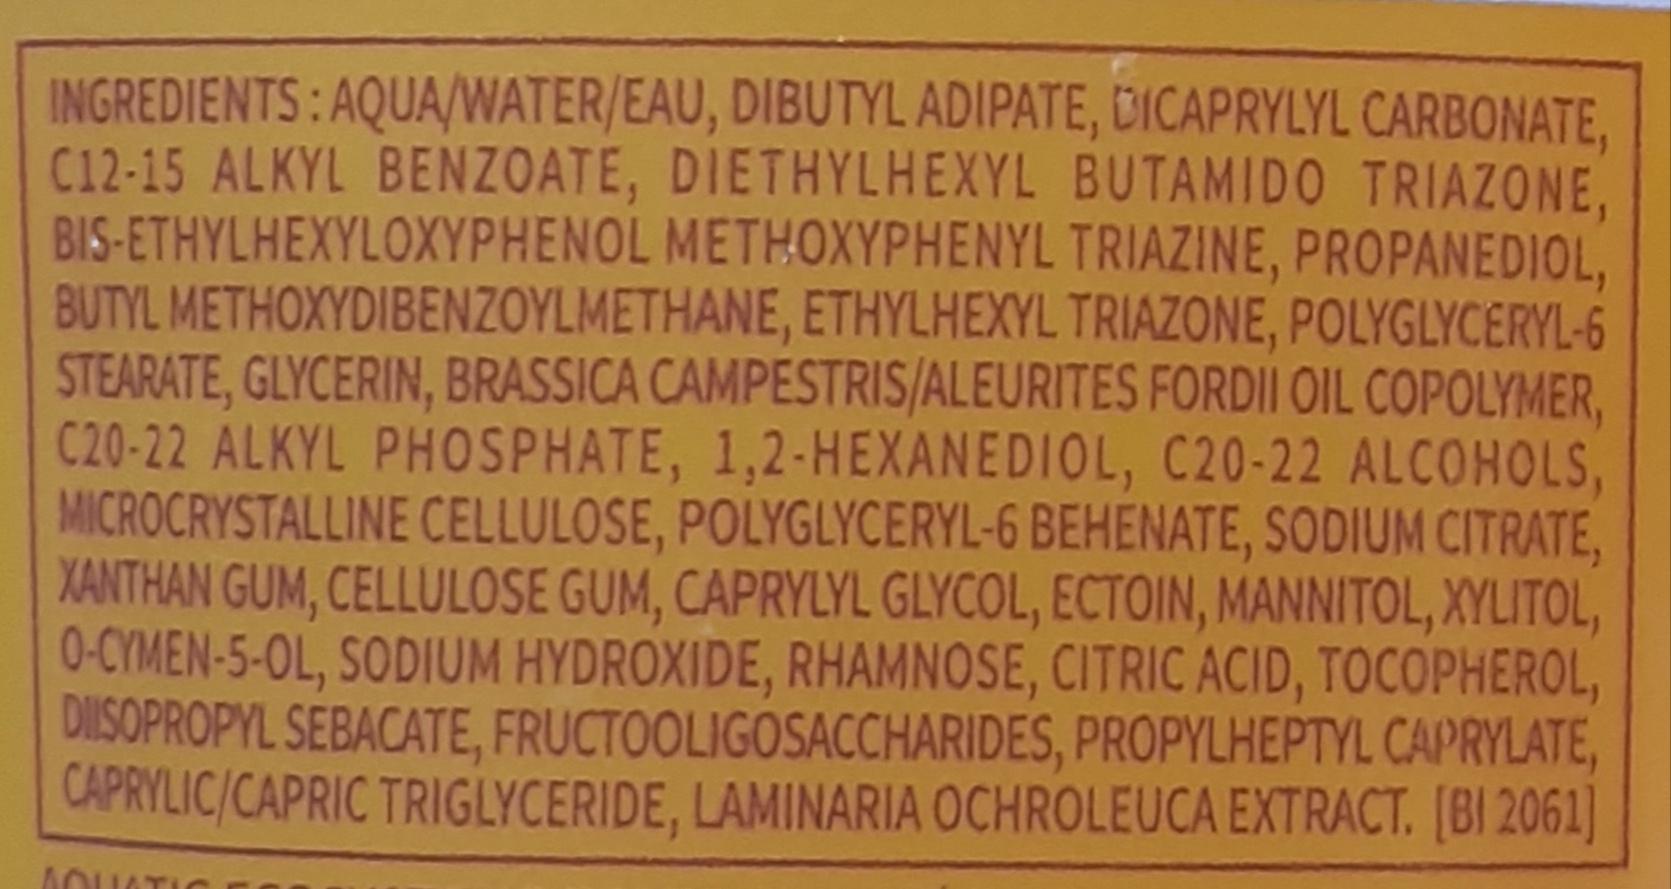 INGREDIENTS : AQUA/WATER/EAU, DIBUTYL ADIPATE, DICAPRYLYL CARBONATE,
C12-15 ALKYL BENZOATE, DIETHYLHEXYL BUTAMIDO TRIAZONE,
BIS-ETHYLHEXYLOXYPHENOL METHOXYPHENYL TRIAZINE, PROPANEDIOL,
BUTYL METHOXYDIBENZOYLMETHANE, ETHYLHEXYL TRIAZONE, POLYGLYCERYL-6
STEARATE, GLYCERIN, BRASSICA CAMPESTRIS/ALEURITES FORDII OIL COPOLYMER,
C20-22 ALKYL PHOSPHATE, 1,2-HEXANEDIOL, C20-22 ALCOHOLS,
MICROCRYSTALLINE CELLULOSE, POLYGLYCERYL-6 BEHENATE, SODIUM CITRATE,
XANTHAN GUM, CELLULOSE GUM, CAPRYLYL GLYCOL, ECTOIN, MANNITOL, XYLITOL,
O-CYMEN-5-OL, SODIUM HYDROXIDE, RHAMNOSE, CITRIC ACID, TOCOPHEROL,
DIISOPROPYL SEBACATE, FRUCTOOLIGOSACCHARIDES, PROPYLHEPTYL CAPRYLATE,
CAPRYLIC/CAPRIC TRIGLYCERIDE, LAMINARIA OCHROLEUCA EXTRACT. [BI 2061]